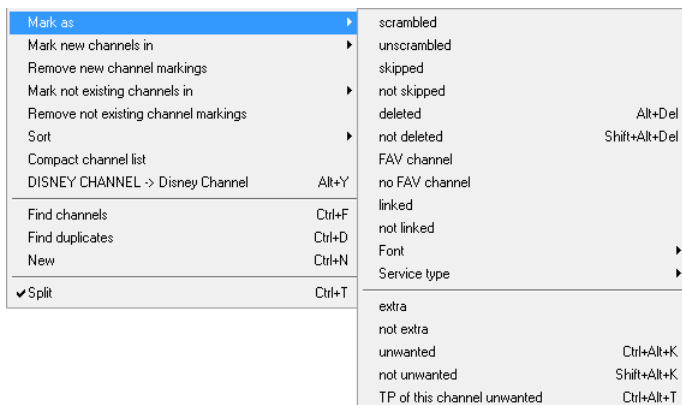 Mark as
Mark new channels in
Remove new channel markings
Mark not existing channels in
Remove not existing channel markings
Sort
Compact channel list
DISNEY CHANNEL -> Disney Channel Alt+Y
Find channels Ctrl+F
Find duplicates Ctrl+D
New Ctrl+N
✔Split Ctrl+T
scrambled
unscrambled
skipped
not skipped
deleted Alt+Del
not deleted Shift+Alt+Del
FAV channel
no FAV channel
linked
not linked
Font
Service type
extra
not extra
unwanted Ctrl+Alt+K
not unwanted Shift+Alt+K
TP of this channel unwanted Ctrl+Alt+T